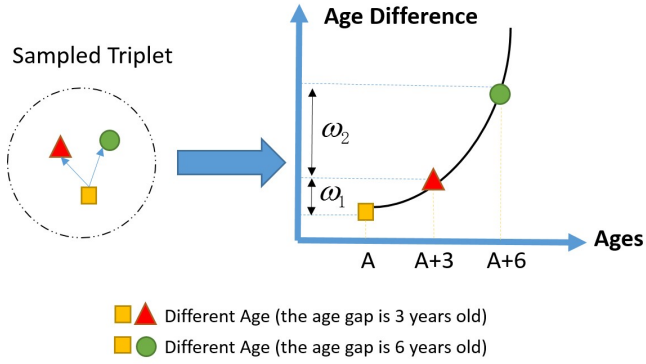 Age Difference
Sampled Triplet
ω2
ω1
Ages
A A+3 A+6
Different Age (the age gap is 3 years old)
Different Age (the age gap is 6 years old)